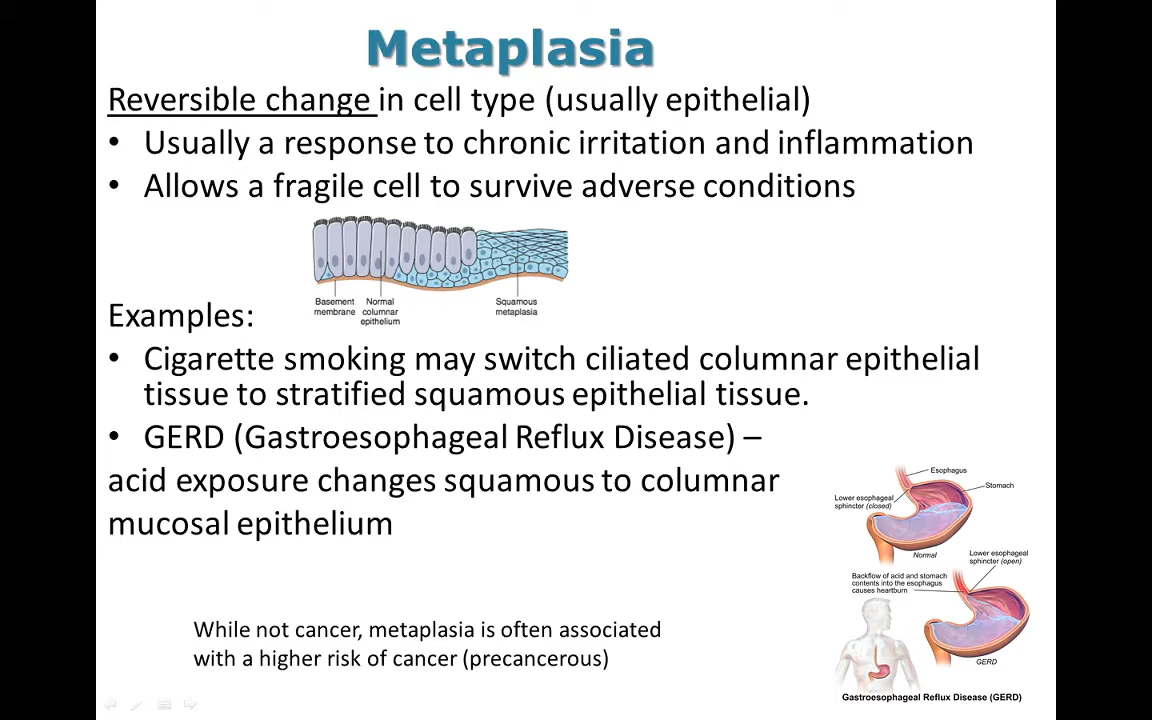 Metaplasia
Reversible change in cell type (usually epithelial)
• Usually a response to chronic irritation and inflammation
• Allows a fragile cell to survive adverse conditions
Basement
membrane
Normal
columnar
epithelium
Squamous
metaplasia
Examples:
• Cigarette smoking may switch ciliated columnar epithelial
tissue to stratified squamous epithelial tissue.
• GERD (Gastroesophageal Reflux Disease) –
acid exposure changes squamous to columnar
mucosal epithelium
Esophagus
Stomach
Lower esophageal
sphincter (closed)
Normal
Lower esophageal
sphincter (open)
Backflow of acid and stomach
contents into the esophagus
causes heartburn
GERD
Gastroesophageal Reflux Disease (GERD)
While not cancer, metaplasia is often associated
with a higher risk of cancer (precancerous)